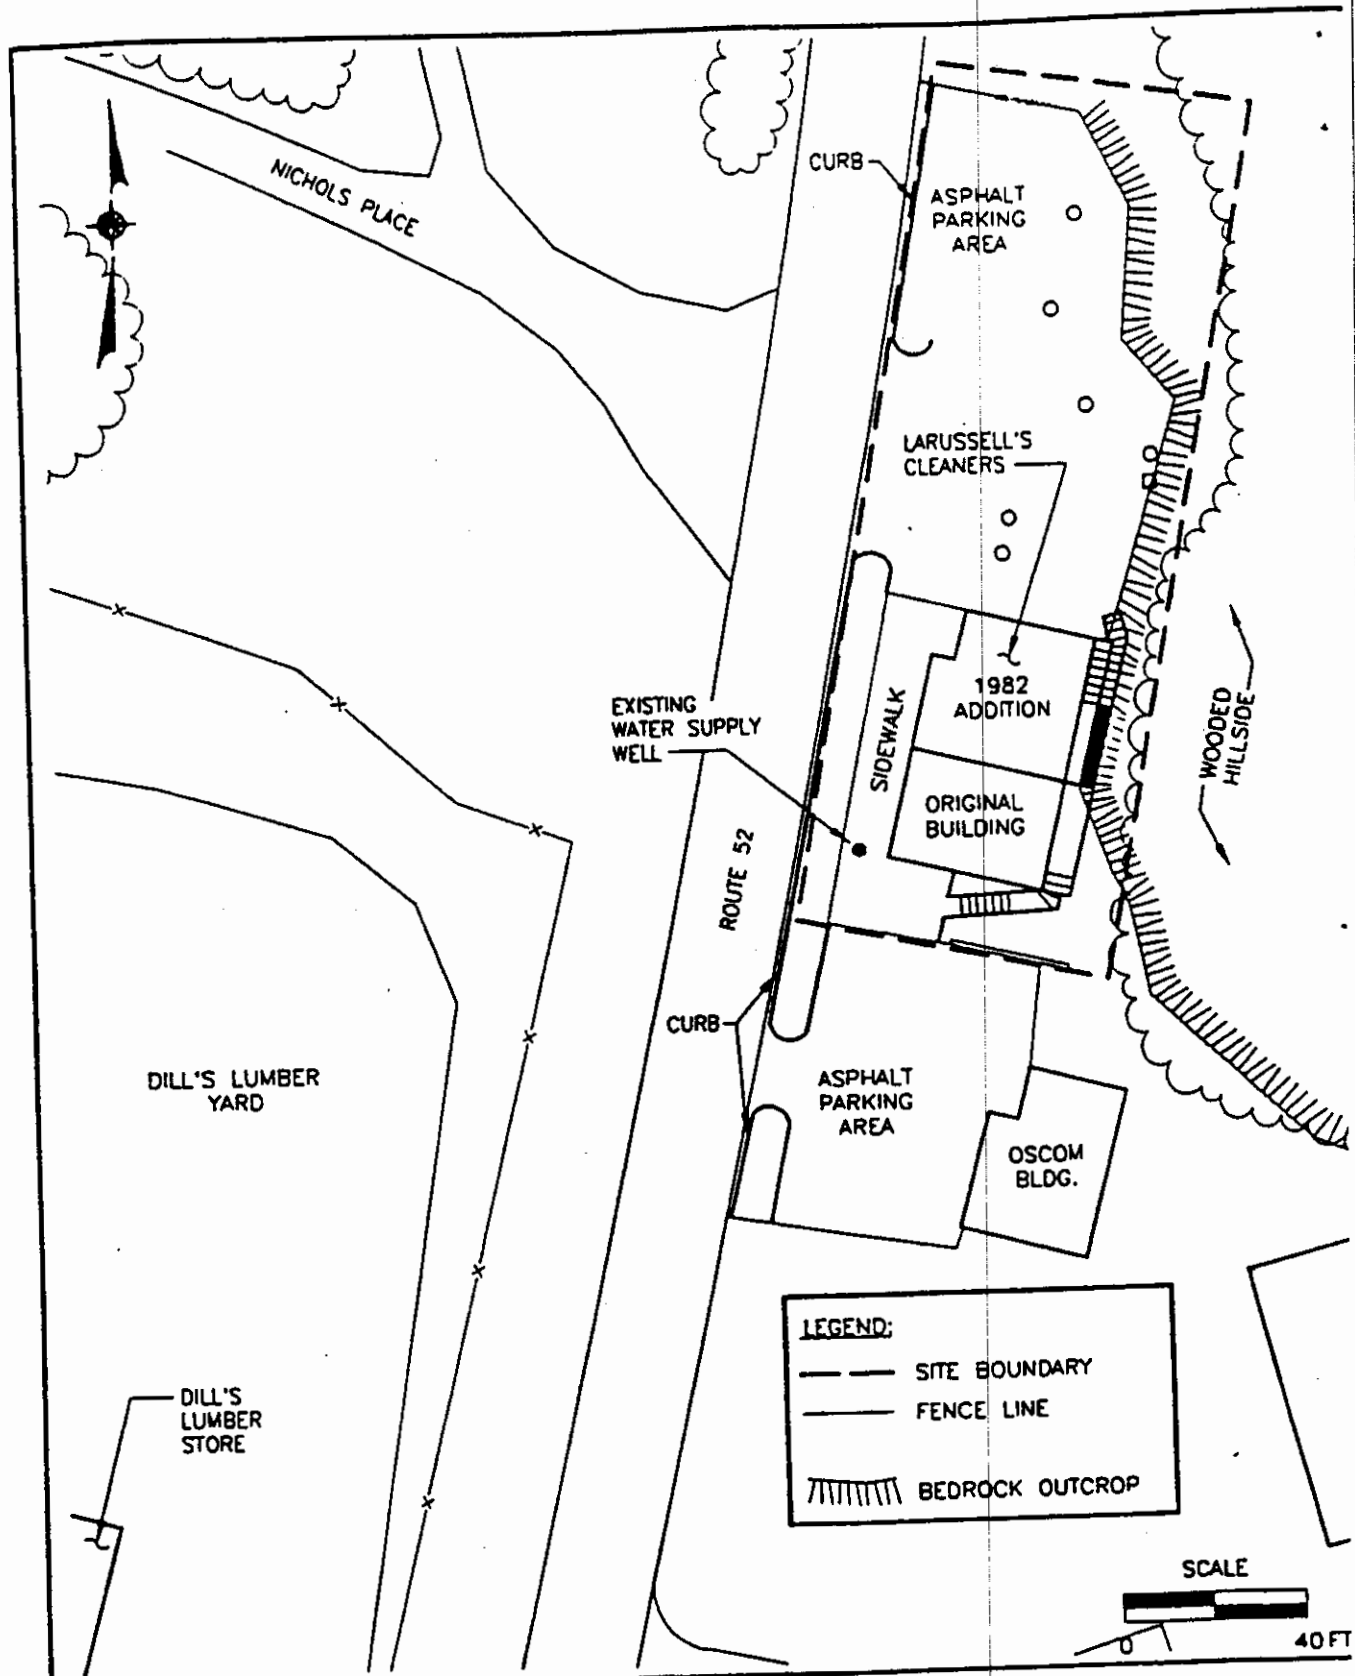 NICHOLS PLACE
CURB
ASPHALT
PARKING
AREA
LARUSSELL'S
CLEANERS
1982
ADDITION
EXISTING
WATER SUPPLY
WELL
SIDEWALK
WOODED
HILLSIDE
ORIGINAL
BUILDING
ROUTE 52
CURB
DILL'S LUMBER
YARD
ASPHALT
PARKING
AREA
OSCOM
BLDG.
LEGEND:
SITE BOUNDARY
FENCE LINE
BEDROCK OUTCROP
DILL'S
LUMBER
STORE
SCALE
0 40 FT